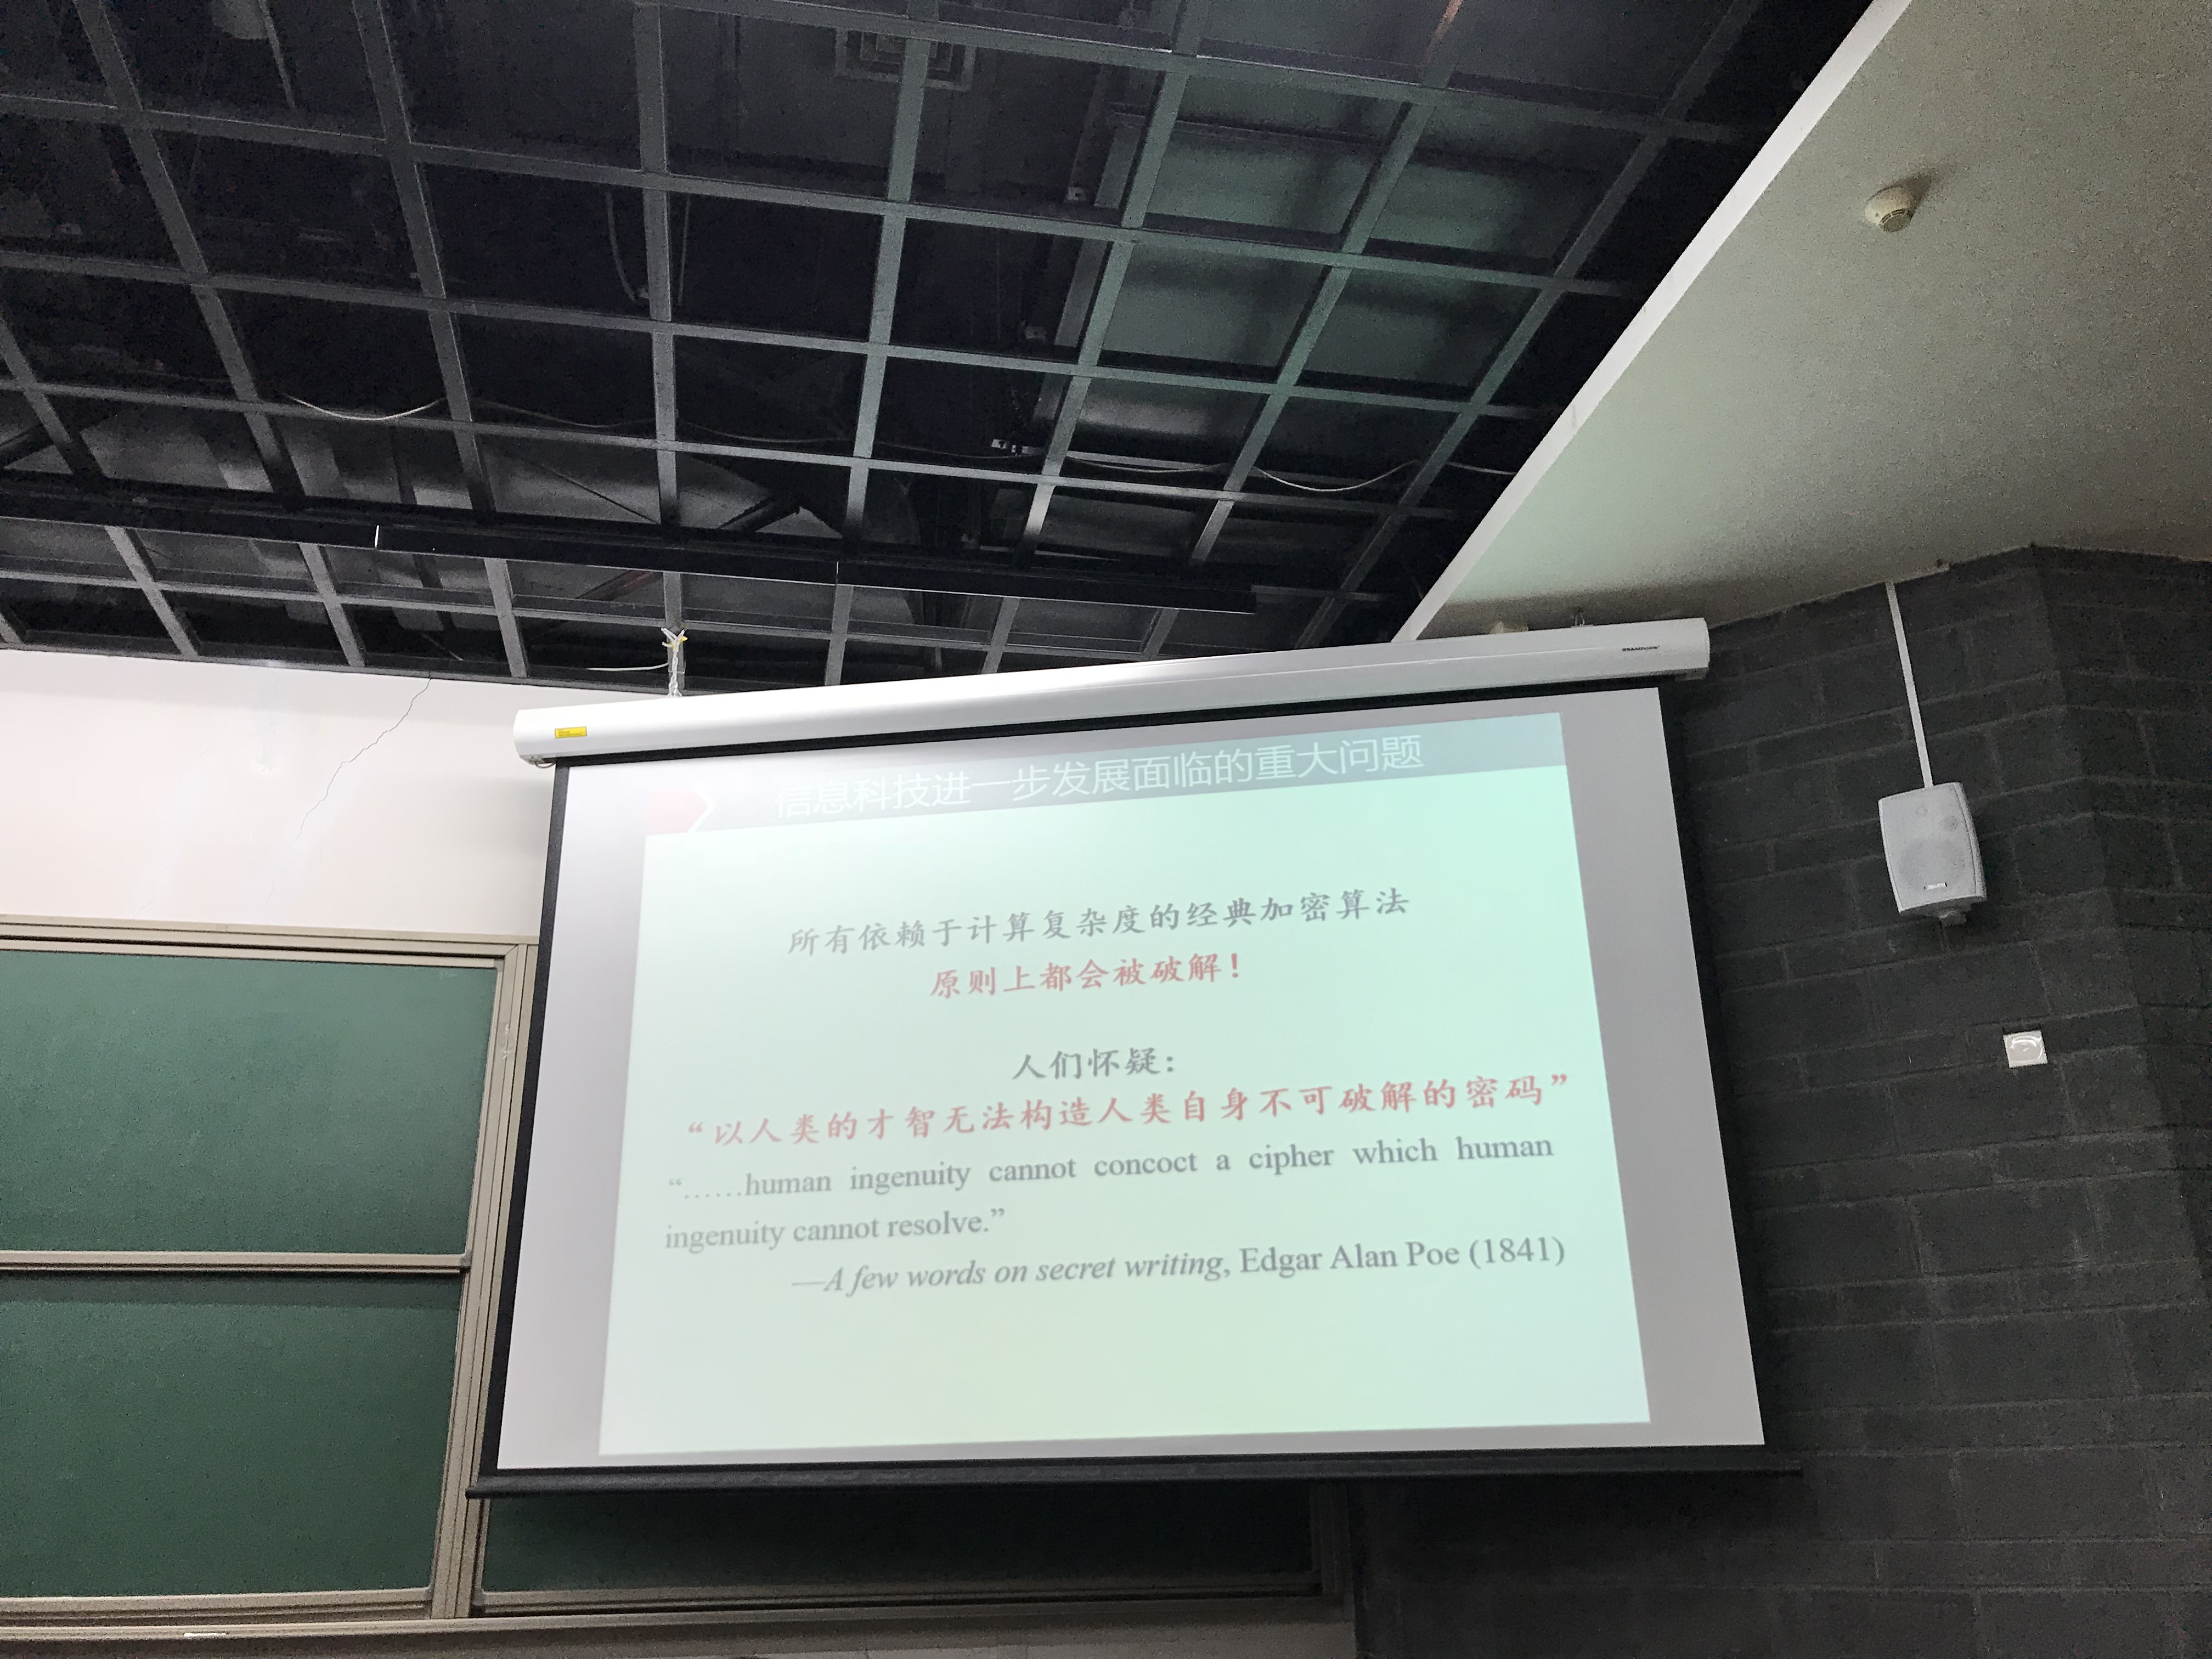 信息科技进一步发展面临的重大问题
所有依赖于计算复杂度的经典加密算法
原则上都会被破解！
人们怀疑：
“以人类的才智无法构造人类自身不可破解的密码”
“……human ingenuity cannot concoct a cipher which human
ingenuity cannot resolve.”
—A few words on secret writing, Edgar Alan Poe (1841)